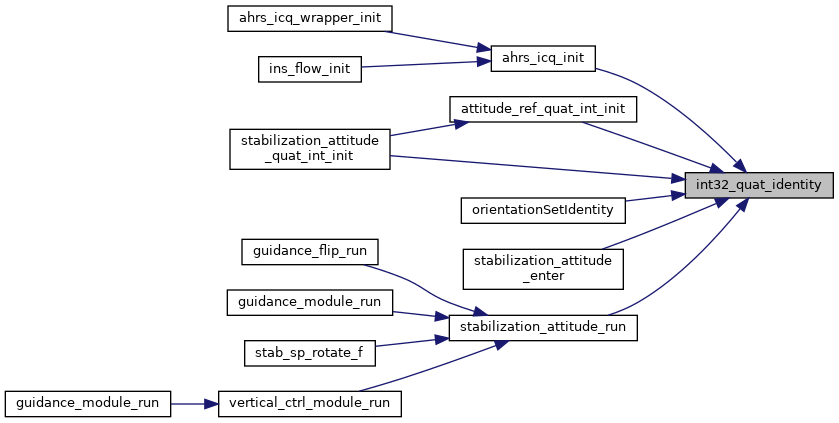 ahrs_icq_wrapper_init
ins_flow_init
ahrs_icq_init
attitude_ref_quat_int_init
stabilization_attitude
_quat_int_init
int32_quat_identity
orientationSetIdentity
stabilization_attitude
_enter
guidance_flip_run
guidance_module_run
stabilization_attitude_run
stab_sp_rotate_f
guidance_module_run
vertical_ctrl_module_run